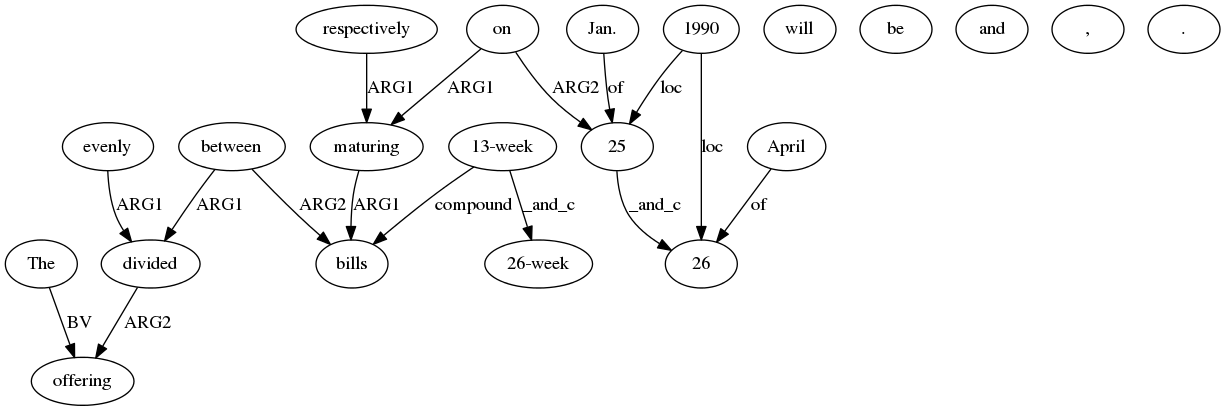 respectively on Jan. 1990 will be and , .
ARG1 ARG1 ARG2 of loc
evenly between maturing 13-week 25 loc April
ARG1 ARG1 ARG2 ARG1 compound _and_c _and_c of
The divided bills 26-week 26
BV ARG2
offering